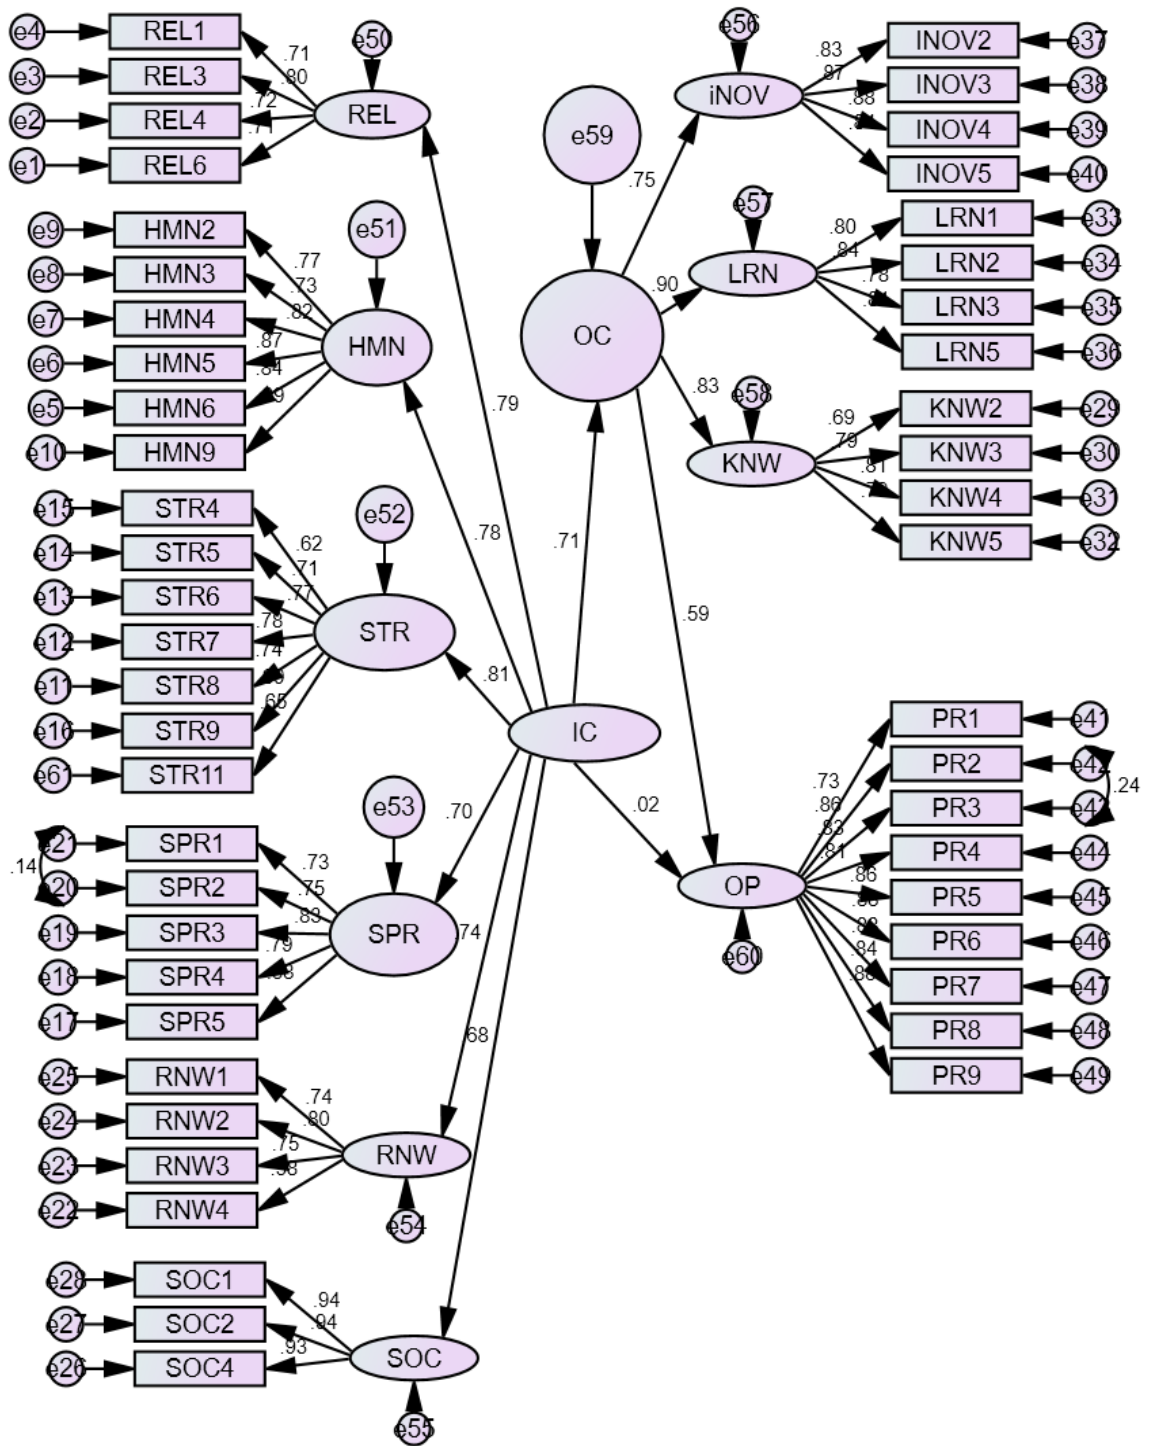 e4 REL1
e3 REL3
e2 REL4
e1 REL6
.71
.80
.72
.71
e50
REL
e9 HMN2
e8 HMN3
e7 HMN4
e6 HMN5
e5 HMN6
e10 HMN9
.77
.73
.82
.87
.84
e51
HMN
e15 STR4
e14 STR5
e13 STR6
e12 STR7
e11 STR8
e16 STR9
e61 STR11
.62
.71
.77
.78
.74
.65
e52
STR
e21 SPR1
e20 SPR2
e19 SPR3
e18 SPR4
e17 SPR5
.14
.73
.75
.83
.79
e53
SPR
e25 RNW1
e24 RNW2
e23 RNW3
e22 RNW4
.74
.80
.75
RNW
e54
e28 SOC1
e27 SOC2
e26 SOC4
.94
.94
.93
SOC
e55
.79
.78
.81
.70
.74
.68
IC
.71
.02
.59
e59
OC
.75
.90
.83
e56
iNOV
.83
.87
.88
INOV2 e37
INOV3 e38
INOV4 e39
INOV5 e40
e57
LRN
.80
.84
.78
LRN1 e33
LRN2 e34
LRN3 e35
LRN5 e36
e58
KNW
.69
.79
.81
KNW2 e29
KNW3 e30
KNW4 e31
KNW5 e32
OP
e60
.73
.86
.83
.81
.86
.84
PR1 e41
PR2 e42
PR3 e43
PR4 e44
PR5 e45
PR6 e46
PR7 e47
PR8 e48
PR9 e49
.24